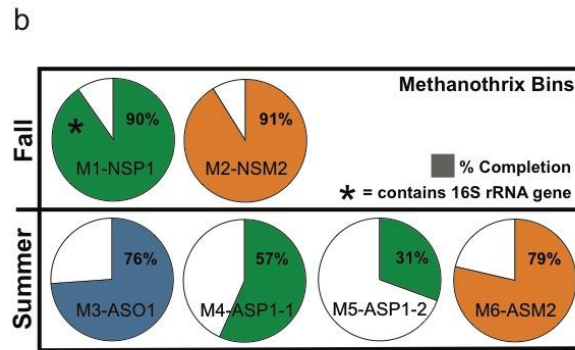 b
Methanothrix Bins
Fall
90%
*
M1-NSP1
91%
M2-NSM2
% Completion
* = contains 16S rRNA gene
Summer
76%
M3-ASO1
57%
M4-ASP1-1
31%
M5-ASP1-2
79%
M6-ASM2